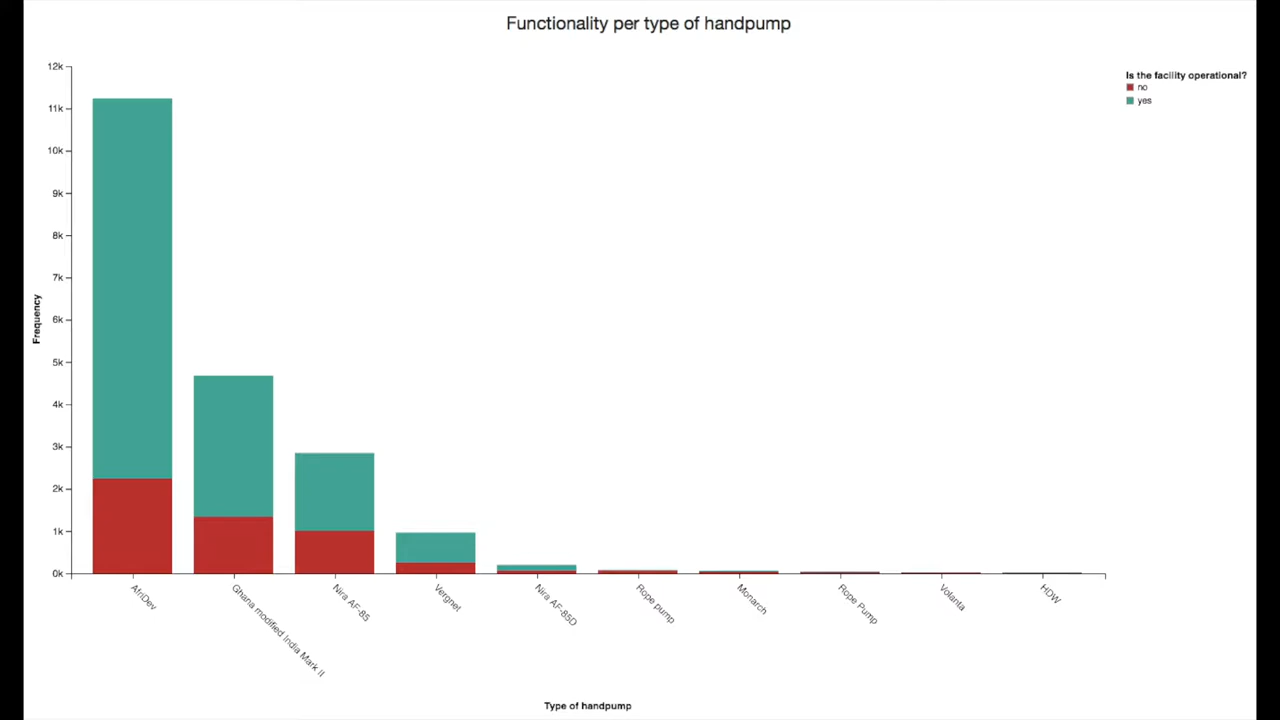 Functionality per type of handpump
Is the facility operational?
no
yes
12k
11k
10k
9k
8k
7k
6k
5k
4k
3k
2k
1k
0k
Frequency
AfriDev
Ghana modified India Mark II
Nira AF-85
Vergnet
Nira AF-85D
Rope pump
Monarch
Rope Pump
Volanta
HDW
Type of handpump